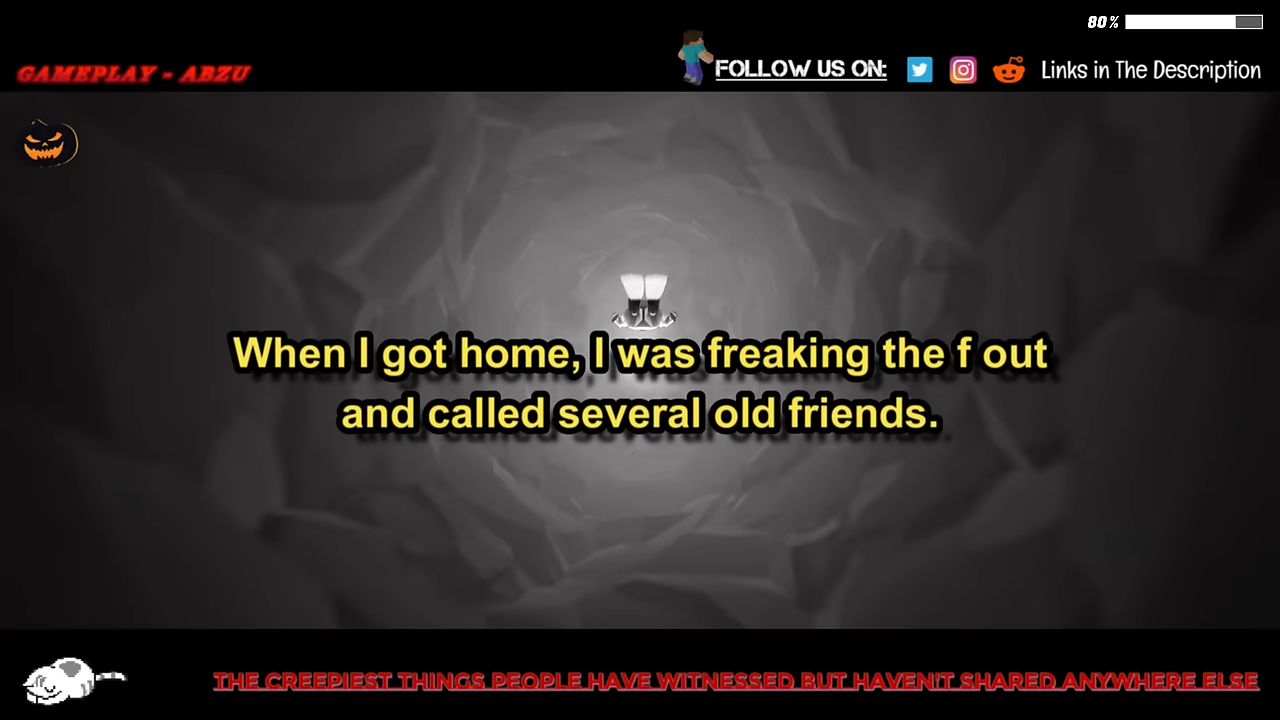 80%
GAMEPLAY - ABZU
FOLLOW US ON:
Links in The Description
When I got home, I was freaking the f out
and called several old friends.
THE CREEPIEST THINGS PEOPLE HAVE WITNESSED BUT HAVEN'T SHARED ANYWHERE ELSE